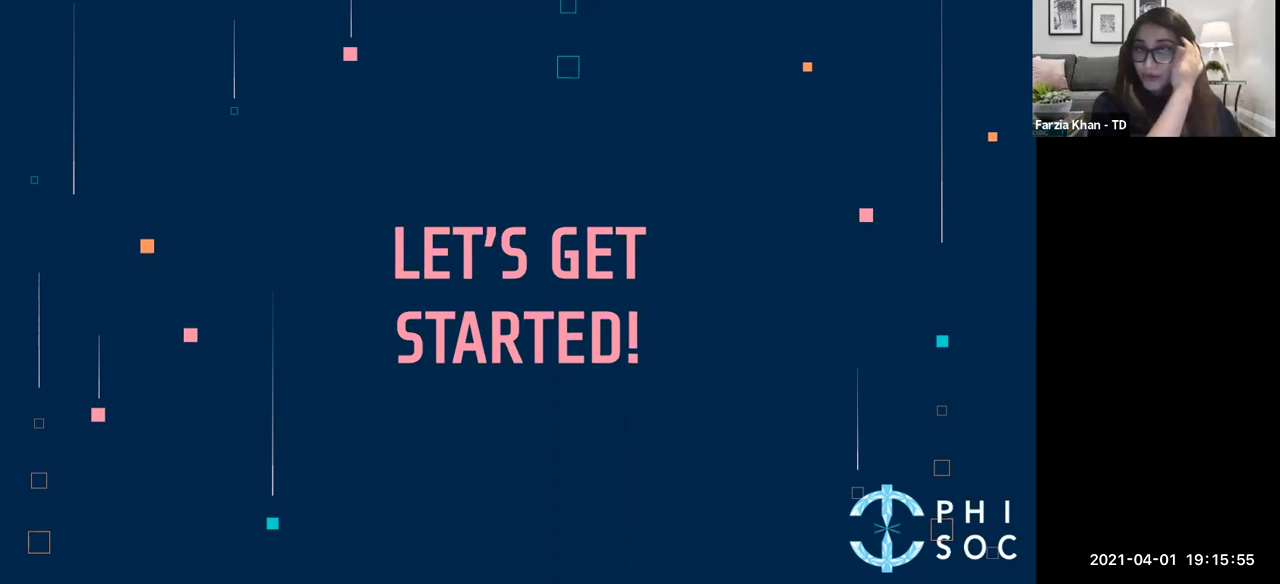 LET'S GET
STARTED!
Farzia Khan - TD
PHI
SOC
2021-04-01 19:15:55